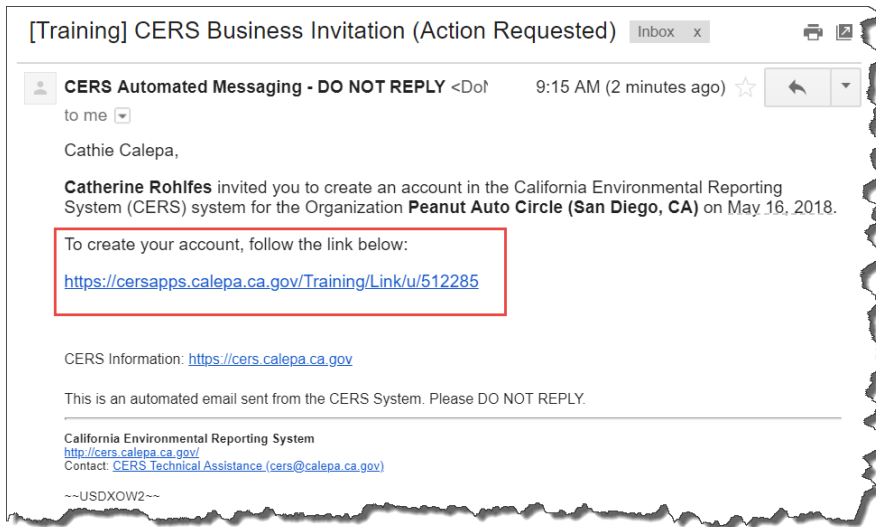 [Training] CERS Business Invitation (Action Requested) Inbox x
CERS Automated Messaging - DO NOT REPLY <DoN 9:15 AM (2 minutes ago)
to me
Cathie Calepa,
Catherine Rohlfes invited you to create an account in the California Environmental Reporting
System (CERS) system for the Organization Peanut Auto Circle (San Diego, CA) on May 16, 2018.
To create your account, follow the link below:
https://cersapps.calepa.ca.gov/Training/Link/u/512285
CERS Information: https://cers.calepa.ca.gov
This is an automated email sent from the CERS System. Please DO NOT REPLY.
California Environmental Reporting System
http://cers.calepa.ca.gov/
Contact: CERS Technical Assistance (cers@calepa.ca.gov)
~~USDXOW2~~